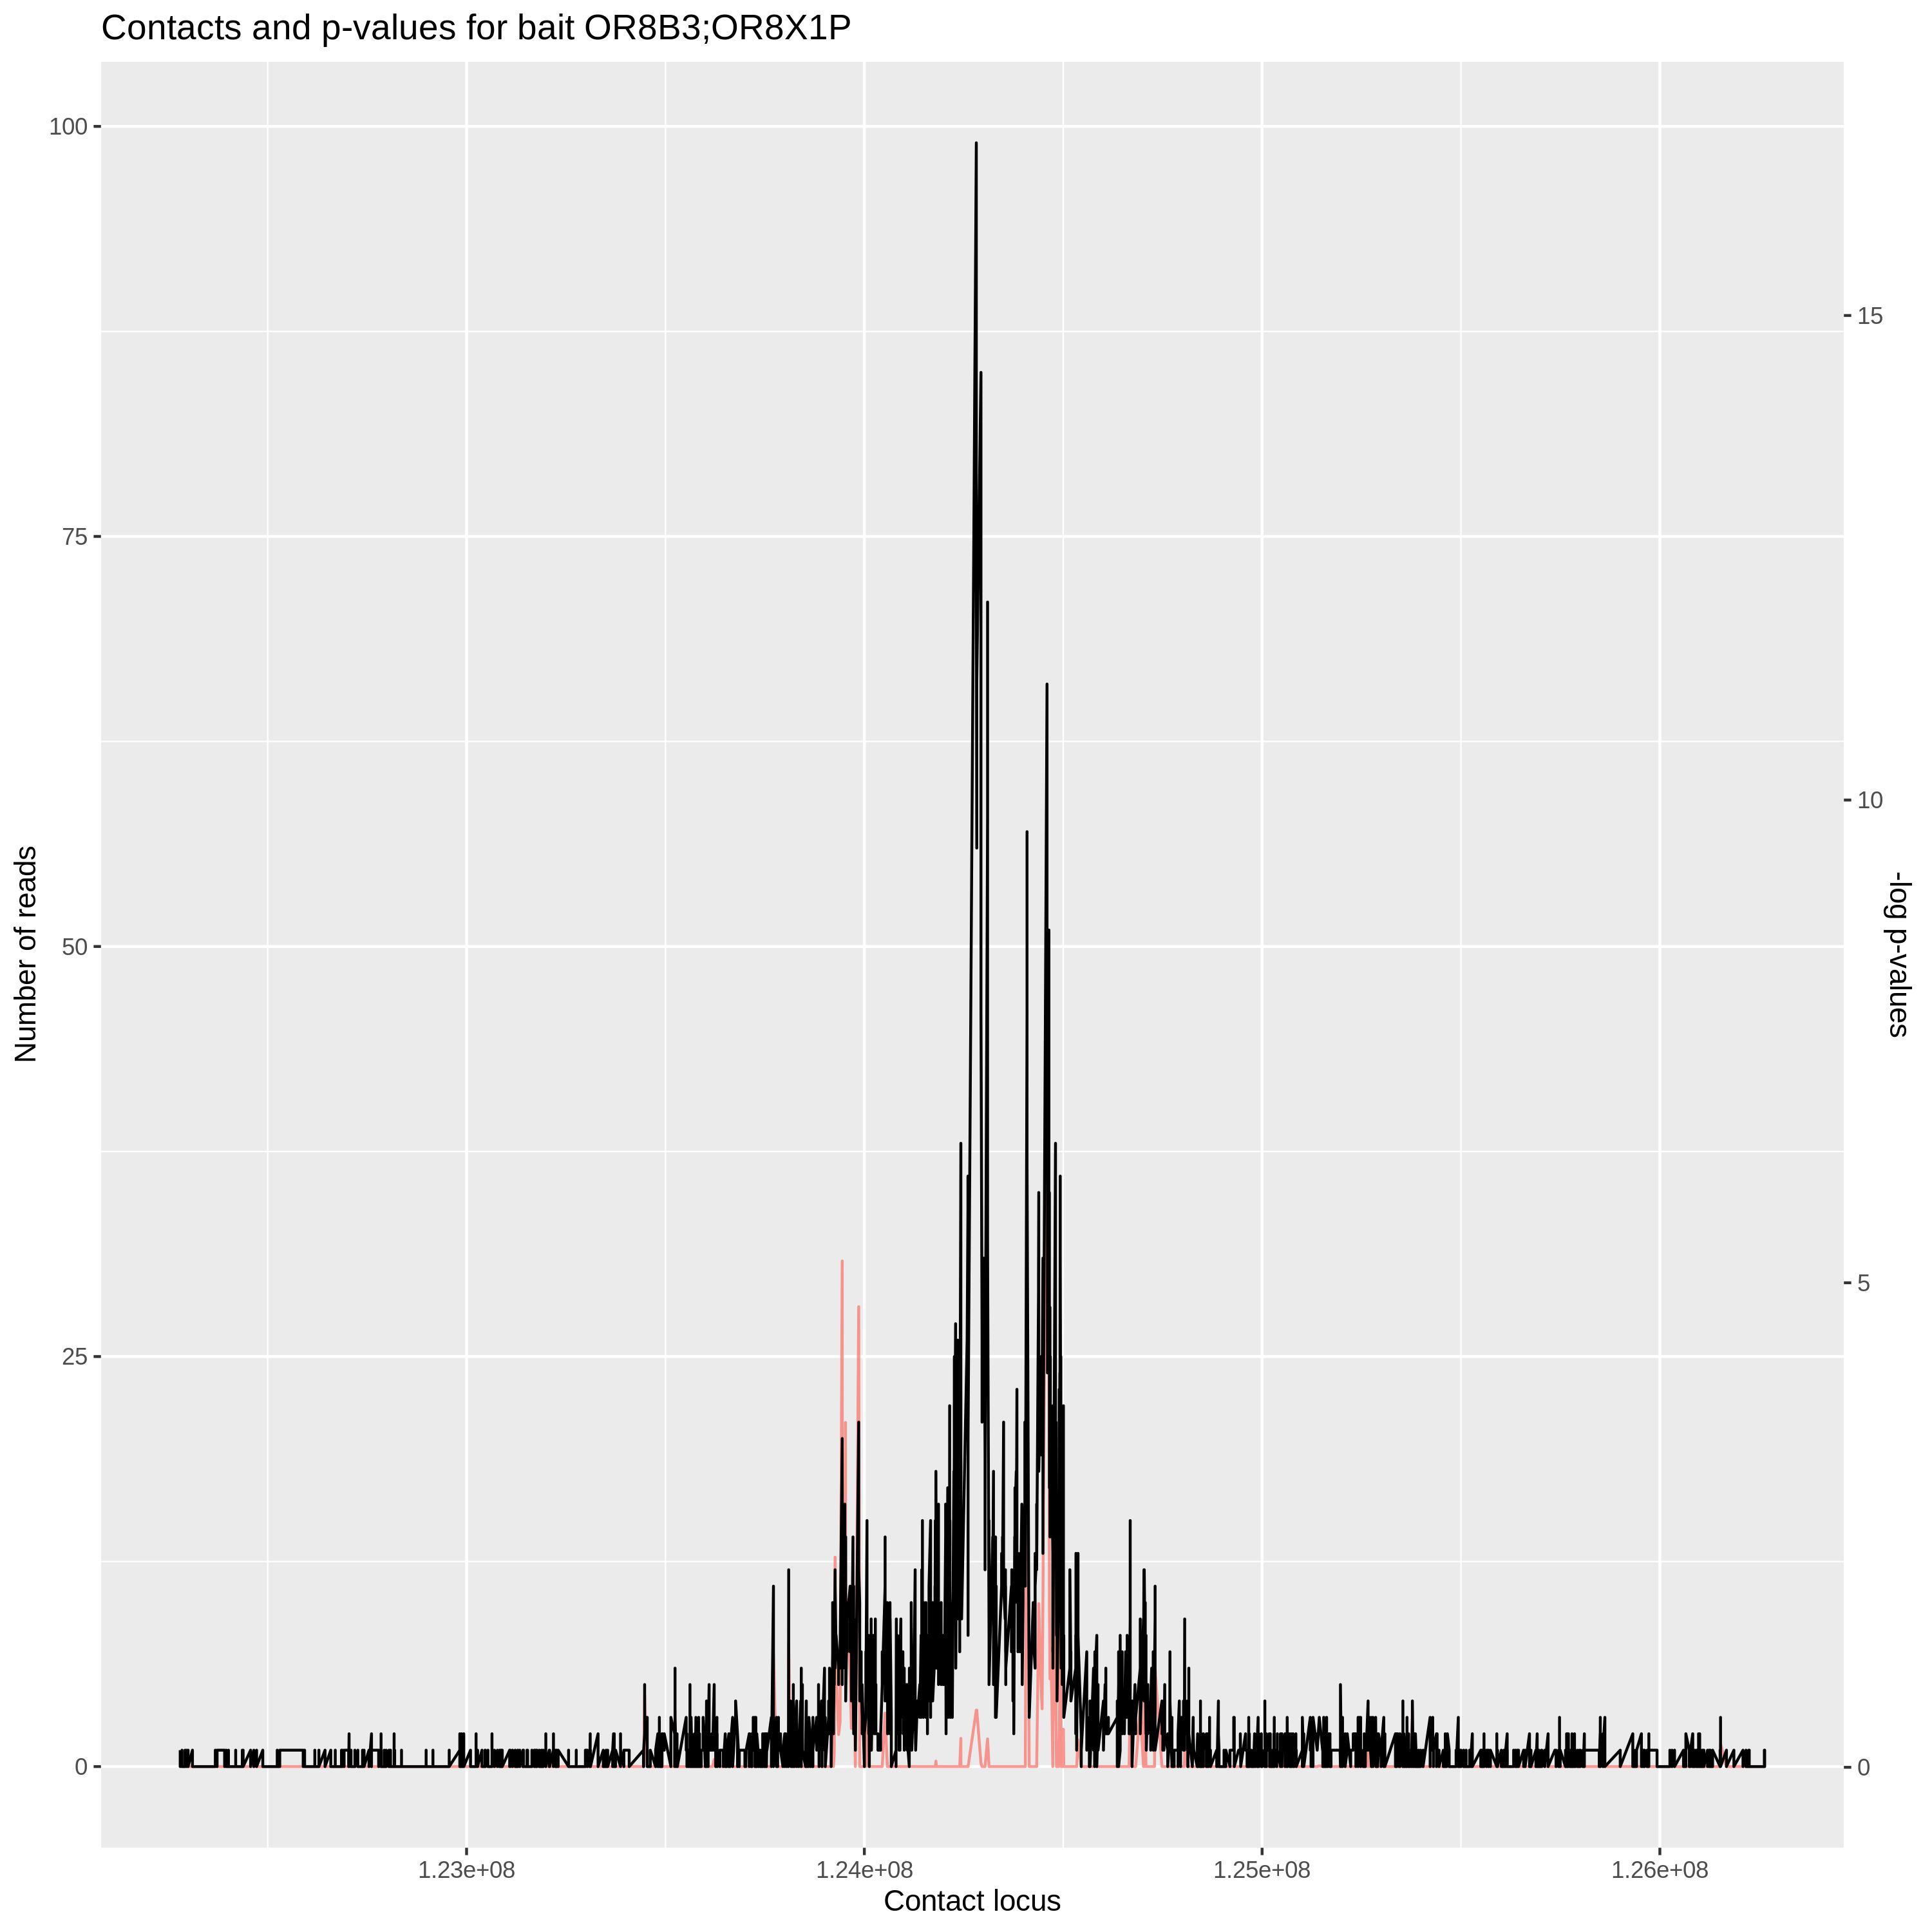 Contacts and p-values for bait OR8B3;OR8X1P
100
75
50
25
0
Number of reads
15
10
5
0
-log p-values
1.23e+08
1.24e+08
1.25e+08
1.26e+08
Contact locus